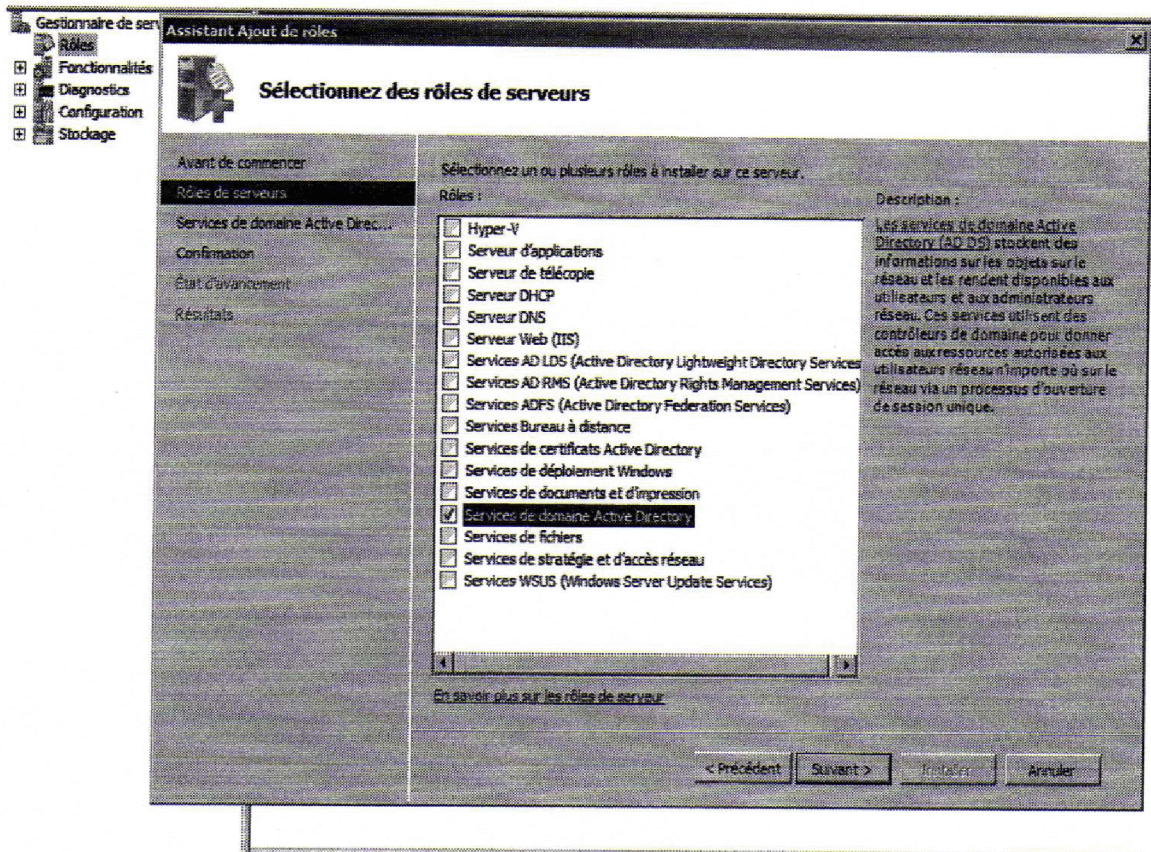 Gestionnaire de serv
Rôles
Fonctionnalités
Diagnostics
Configuration
Stockage
Assistant Ajout de rôles
Sélectionnez des rôles de serveurs
Avant de commencer
Rôles de serveurs
Services de domaine Active Direc...
Confirmation
État d'avancement
Résultats
Sélectionnez un ou plusieurs rôles à installer sur ce serveur.
Rôles :
Hyper-V
Serveur d'applications
Serveur de télécopie
Serveur DHCP
Serveur DNS
Serveur Web (IIS)
Services AD LDS (Active Directory Lightweight Directory Services
Services AD RMS (Active Directory Rights Management Services)
Services ADFS (Active Directory Federation Services)
Services Bureau à distance
Services de certificats Active Directory
Services de déploiement Windows
Services de documents et d'impression
Services de domaine Active Directory
Services de fichiers
Services de stratégie et d'accès réseau
Services WSUS (Windows Server Update Services)
En savoir plus sur les rôles de serveur
Description :
Les services de domaine Active
Directory (AD DS) stockent des
informations sur les objets sur le
réseau et les rendent disponibles aux
utilisateurs et aux administrateurs
réseau. Ces services utilisent des
contrôleurs de domaine pour donner
accès aux ressources autorisées aux
utilisateurs réseau n'importe où sur le
réseau via un processus d'ouverture
de session unique.
< Précédent
Suivant >
Installer
Annuler